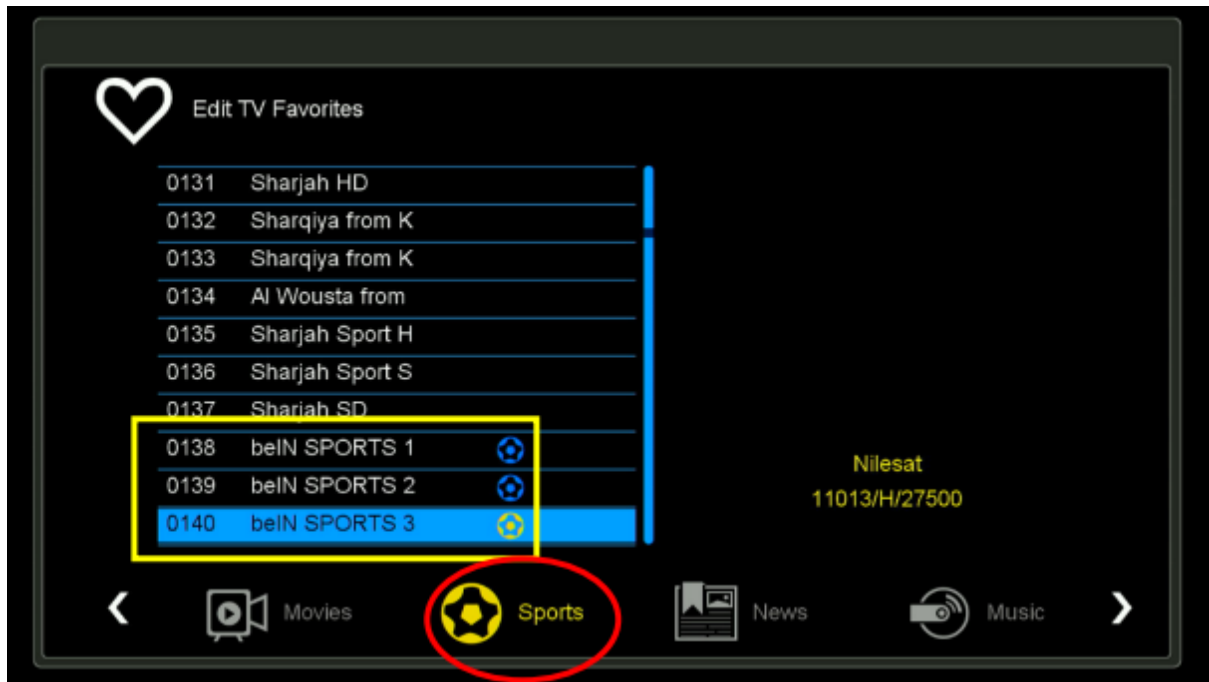 Edit TV Favorites
0131 Sharjah HD
0132 Sharqiya from K
0133 Sharqiya from K
0134 Al Wousta from
0135 Sharjah Sport H
0136 Sharjah Sport S
0137 Sharjah SD
0138 beIN SPORTS 1
0139 beIN SPORTS 2
0140 beIN SPORTS 3
Nilesat
11013/H/27500
Movies Sports News Music